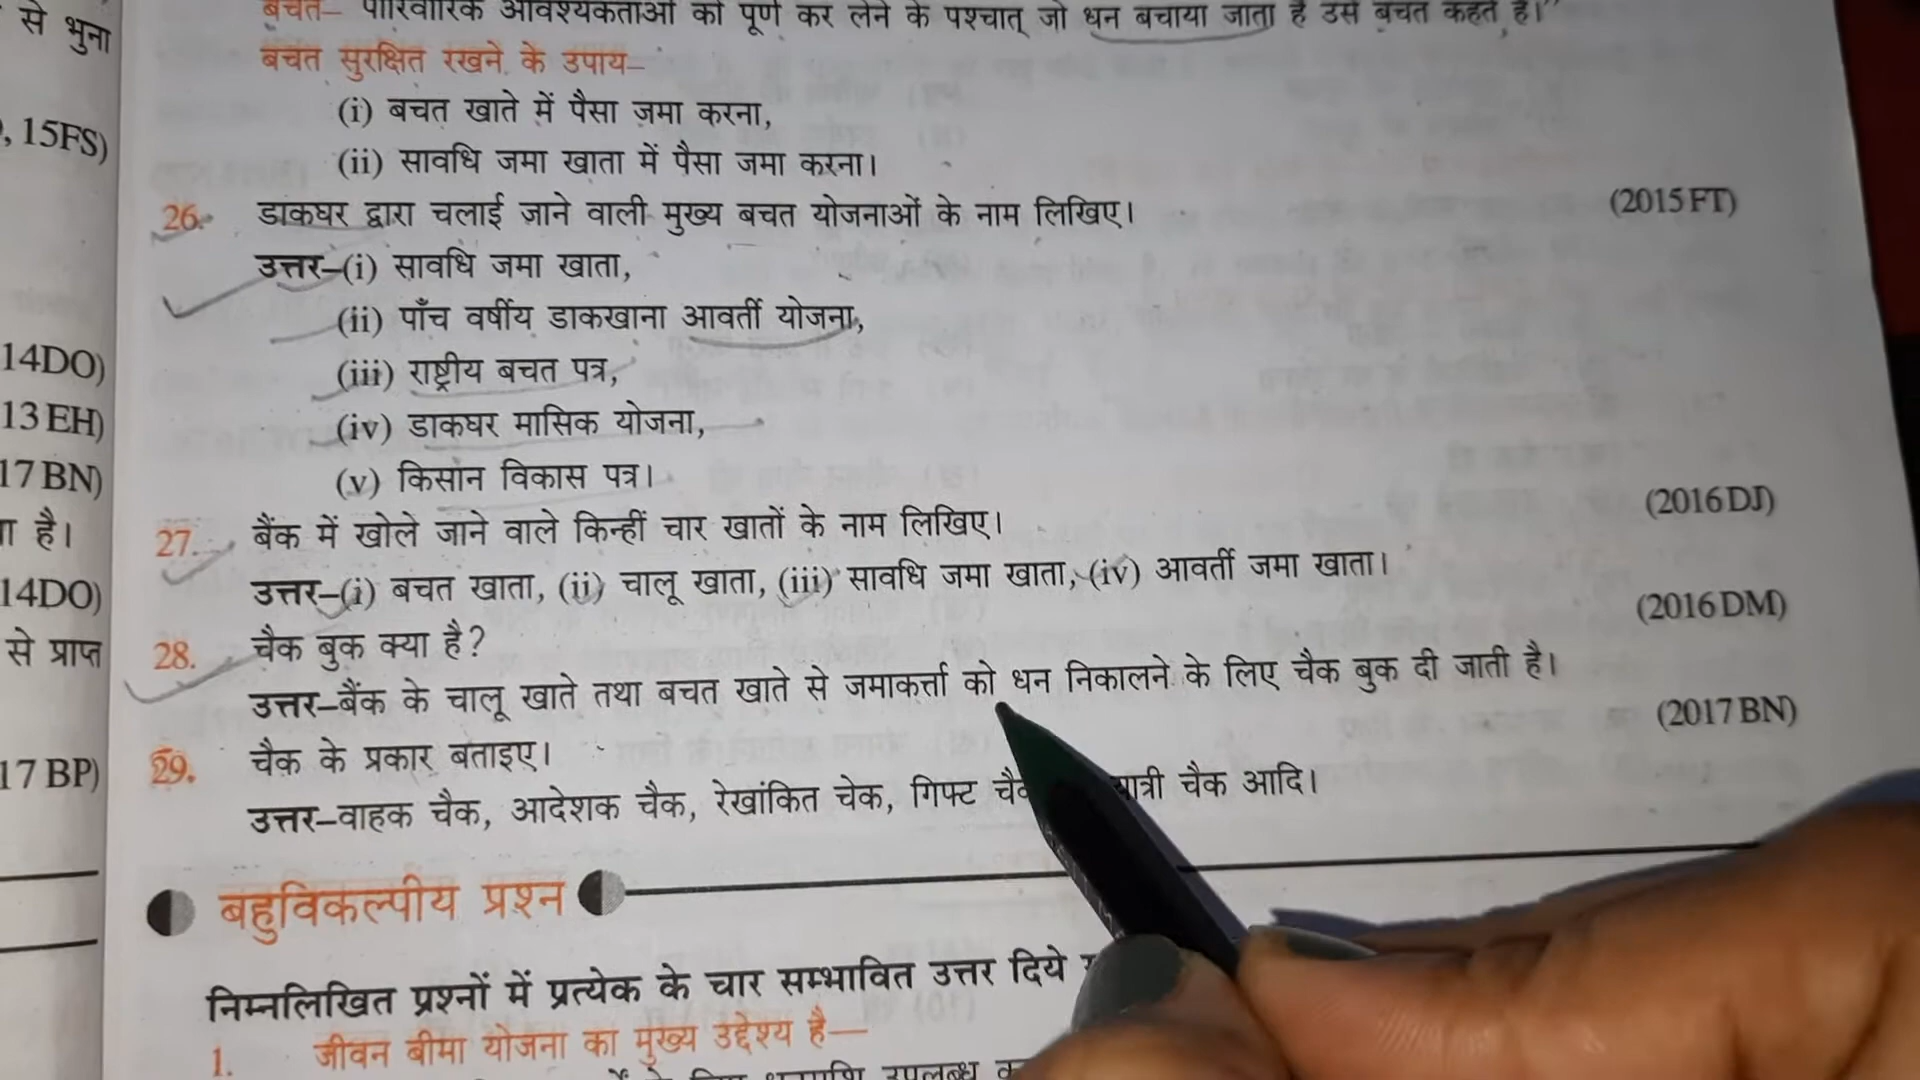 से भुना
, 15FS)
14DO)
13 EH)
17 BN)
है।
14DO)
से प्राप्त
17 BP)
बचत– पारिवारिक आवश्यकताओं को पूर्ण कर लेने के पश्चात् जो धन बचाया जाता है उसे बचत कहते हैं।”
बचत सुरक्षित रखने के उपाय–
(i) बचत खाते में पैसा जमा करना,
(ii) सावधि जमा खाता में पैसा जमा करना।
26. डाकघर द्वारा चलाई जाने वाली मुख्य बचत योजनाओं के नाम लिखिए। (2015 FT)
उत्तर–(i) सावधि जमा खाता,
(ii) पाँच वर्षीय डाकखाना आवर्ती योजना,
(iii) राष्ट्रीय बचत पत्र,
(iv) डाकघर मासिक योजना,
(v) किसान विकास पत्र।
27. बैंक में खोले जाने वाले किन्हीं चार खातों के नाम लिखिए। (2016 DJ)
उत्तर–(i) बचत खाता, (ii) चालू खाता, (iii) सावधि जमा खाता, (iv) आवर्ती जमा खाता।
28. चैक बुक क्या है? (2016 DM)
उत्तर–बैंक के चालू खाते तथा बचत खाते से जमाकर्त्ता को धन निकालने के लिए चैक बुक दी जाती है।
29. चैक के प्रकार बताइए। (2017 BN)
उत्तर–वाहक चैक, आदेशक चैक, रेखांकित चेक, गिफ्ट चैक यात्री चैक आदि।
बहुविकल्पीय प्रश्न
निम्नलिखित प्रश्नों में प्रत्येक के चार सम्भावित उत्तर दिये
1. जीवन बीमा योजना का मुख्य उद्देश्य है—
के लिए धनराशि उपलब्ध